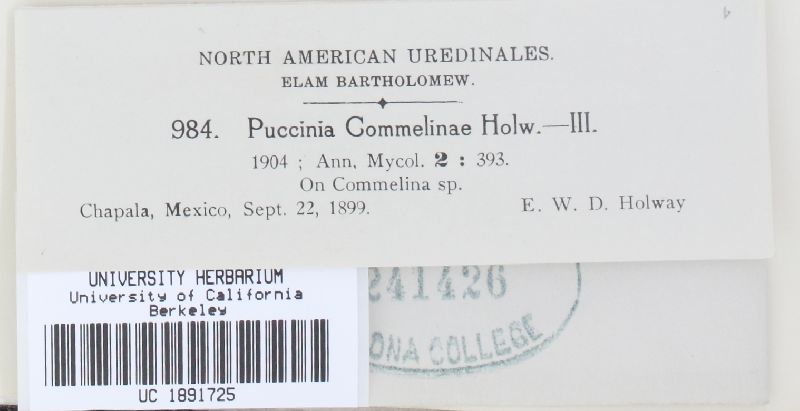 NORTH AMERICAN UREDINALES.
ELAM BARTHOLOMEW.
984. Puccinia Commelinae Holw.—III.
1904 ; Ann, Mycol. 2 : 393.
On Commelina sp.
Chapala, Mexico, Sept. 22, 1899. E. W. D. Holway
UNIVERSITY HERBARIUM
University of California
Berkeley
UC 1891725
241426
ONA COLLEGE